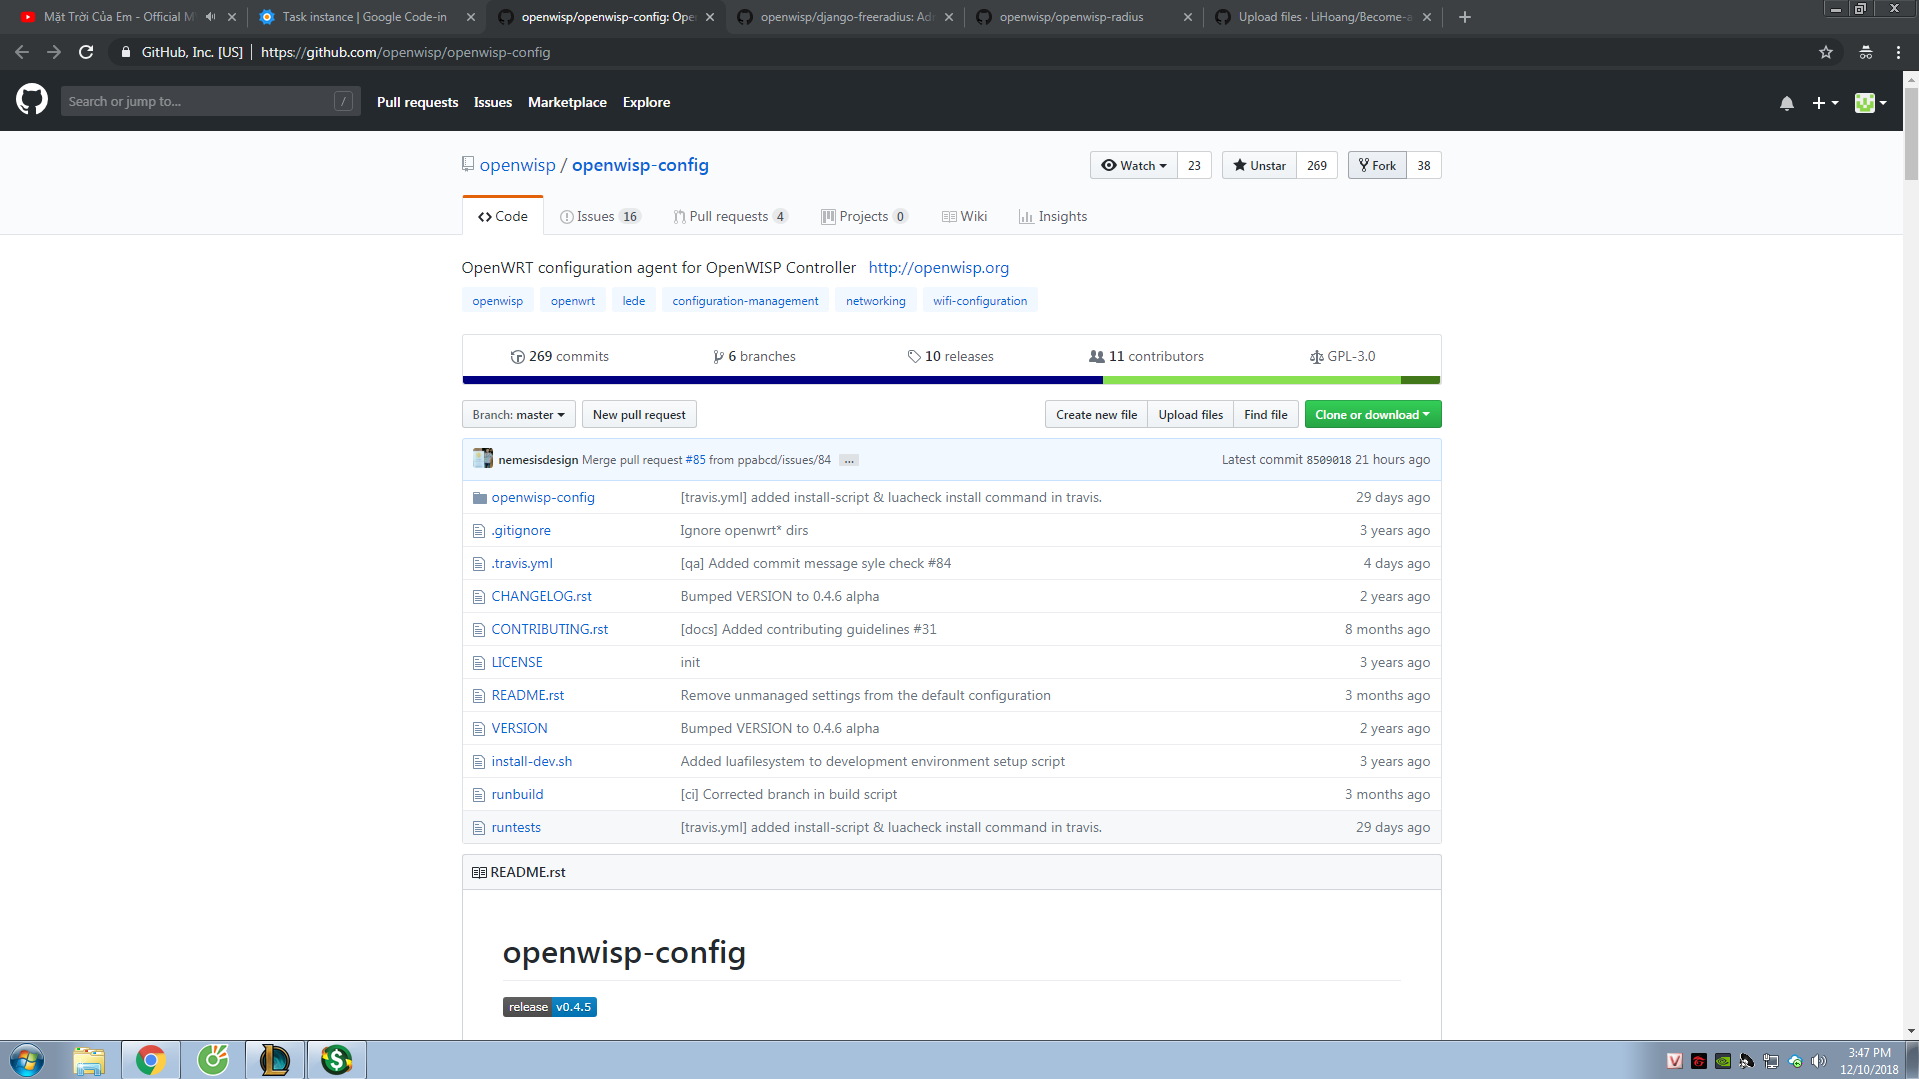 Mặt Trời Của Em - Official M
Task instance | Google Code-in
openwisp/openwisp-config: Ope
openwisp/django-freeradius: Ad
openwisp/openwisp-radius
Upload files · LiHoang/Become-a
GitHub, Inc. [US] | https://github.com/openwisp/openwisp-config
Search or jump to... /
Pull requests Issues Marketplace Explore
openwisp / openwisp-config
Watch 23 Unstar 269 Fork 38
Code Issues 16 Pull requests 4 Projects 0 Wiki Insights
OpenWRT configuration agent for OpenWISP Controller http://openwisp.org
openwisp openwrt lede configuration-management networking wifi-configuration
269 commits 6 branches 10 releases 11 contributors GPL-3.0
Branch: master New pull request Create new file Upload files Find file Clone or download
nemesisdesign Merge pull request #85 from ppabcd/issues/84 ... Latest commit 8509018 21 hours ago
openwisp-config [travis.yml] added install-script & luacheck install command in travis. 29 days ago
.gitignore Ignore openwrt* dirs 3 years ago
.travis.yml [qa] Added commit message syle check #84 4 days ago
CHANGELOG.rst Bumped VERSION to 0.4.6 alpha 2 years ago
CONTRIBUTING.rst [docs] Added contributing guidelines #31 8 months ago
LICENSE init 3 years ago
README.rst Remove unmanaged settings from the default configuration 3 months ago
VERSION Bumped VERSION to 0.4.6 alpha 2 years ago
install-dev.sh Added luafilesystem to development environment setup script 3 years ago
runbuild [ci] Corrected branch in build script 3 months ago
runtests [travis.yml] added install-script & luacheck install command in travis. 29 days ago
README.rst
openwisp-config
release v0.4.5
3:47 PM
12/10/2018